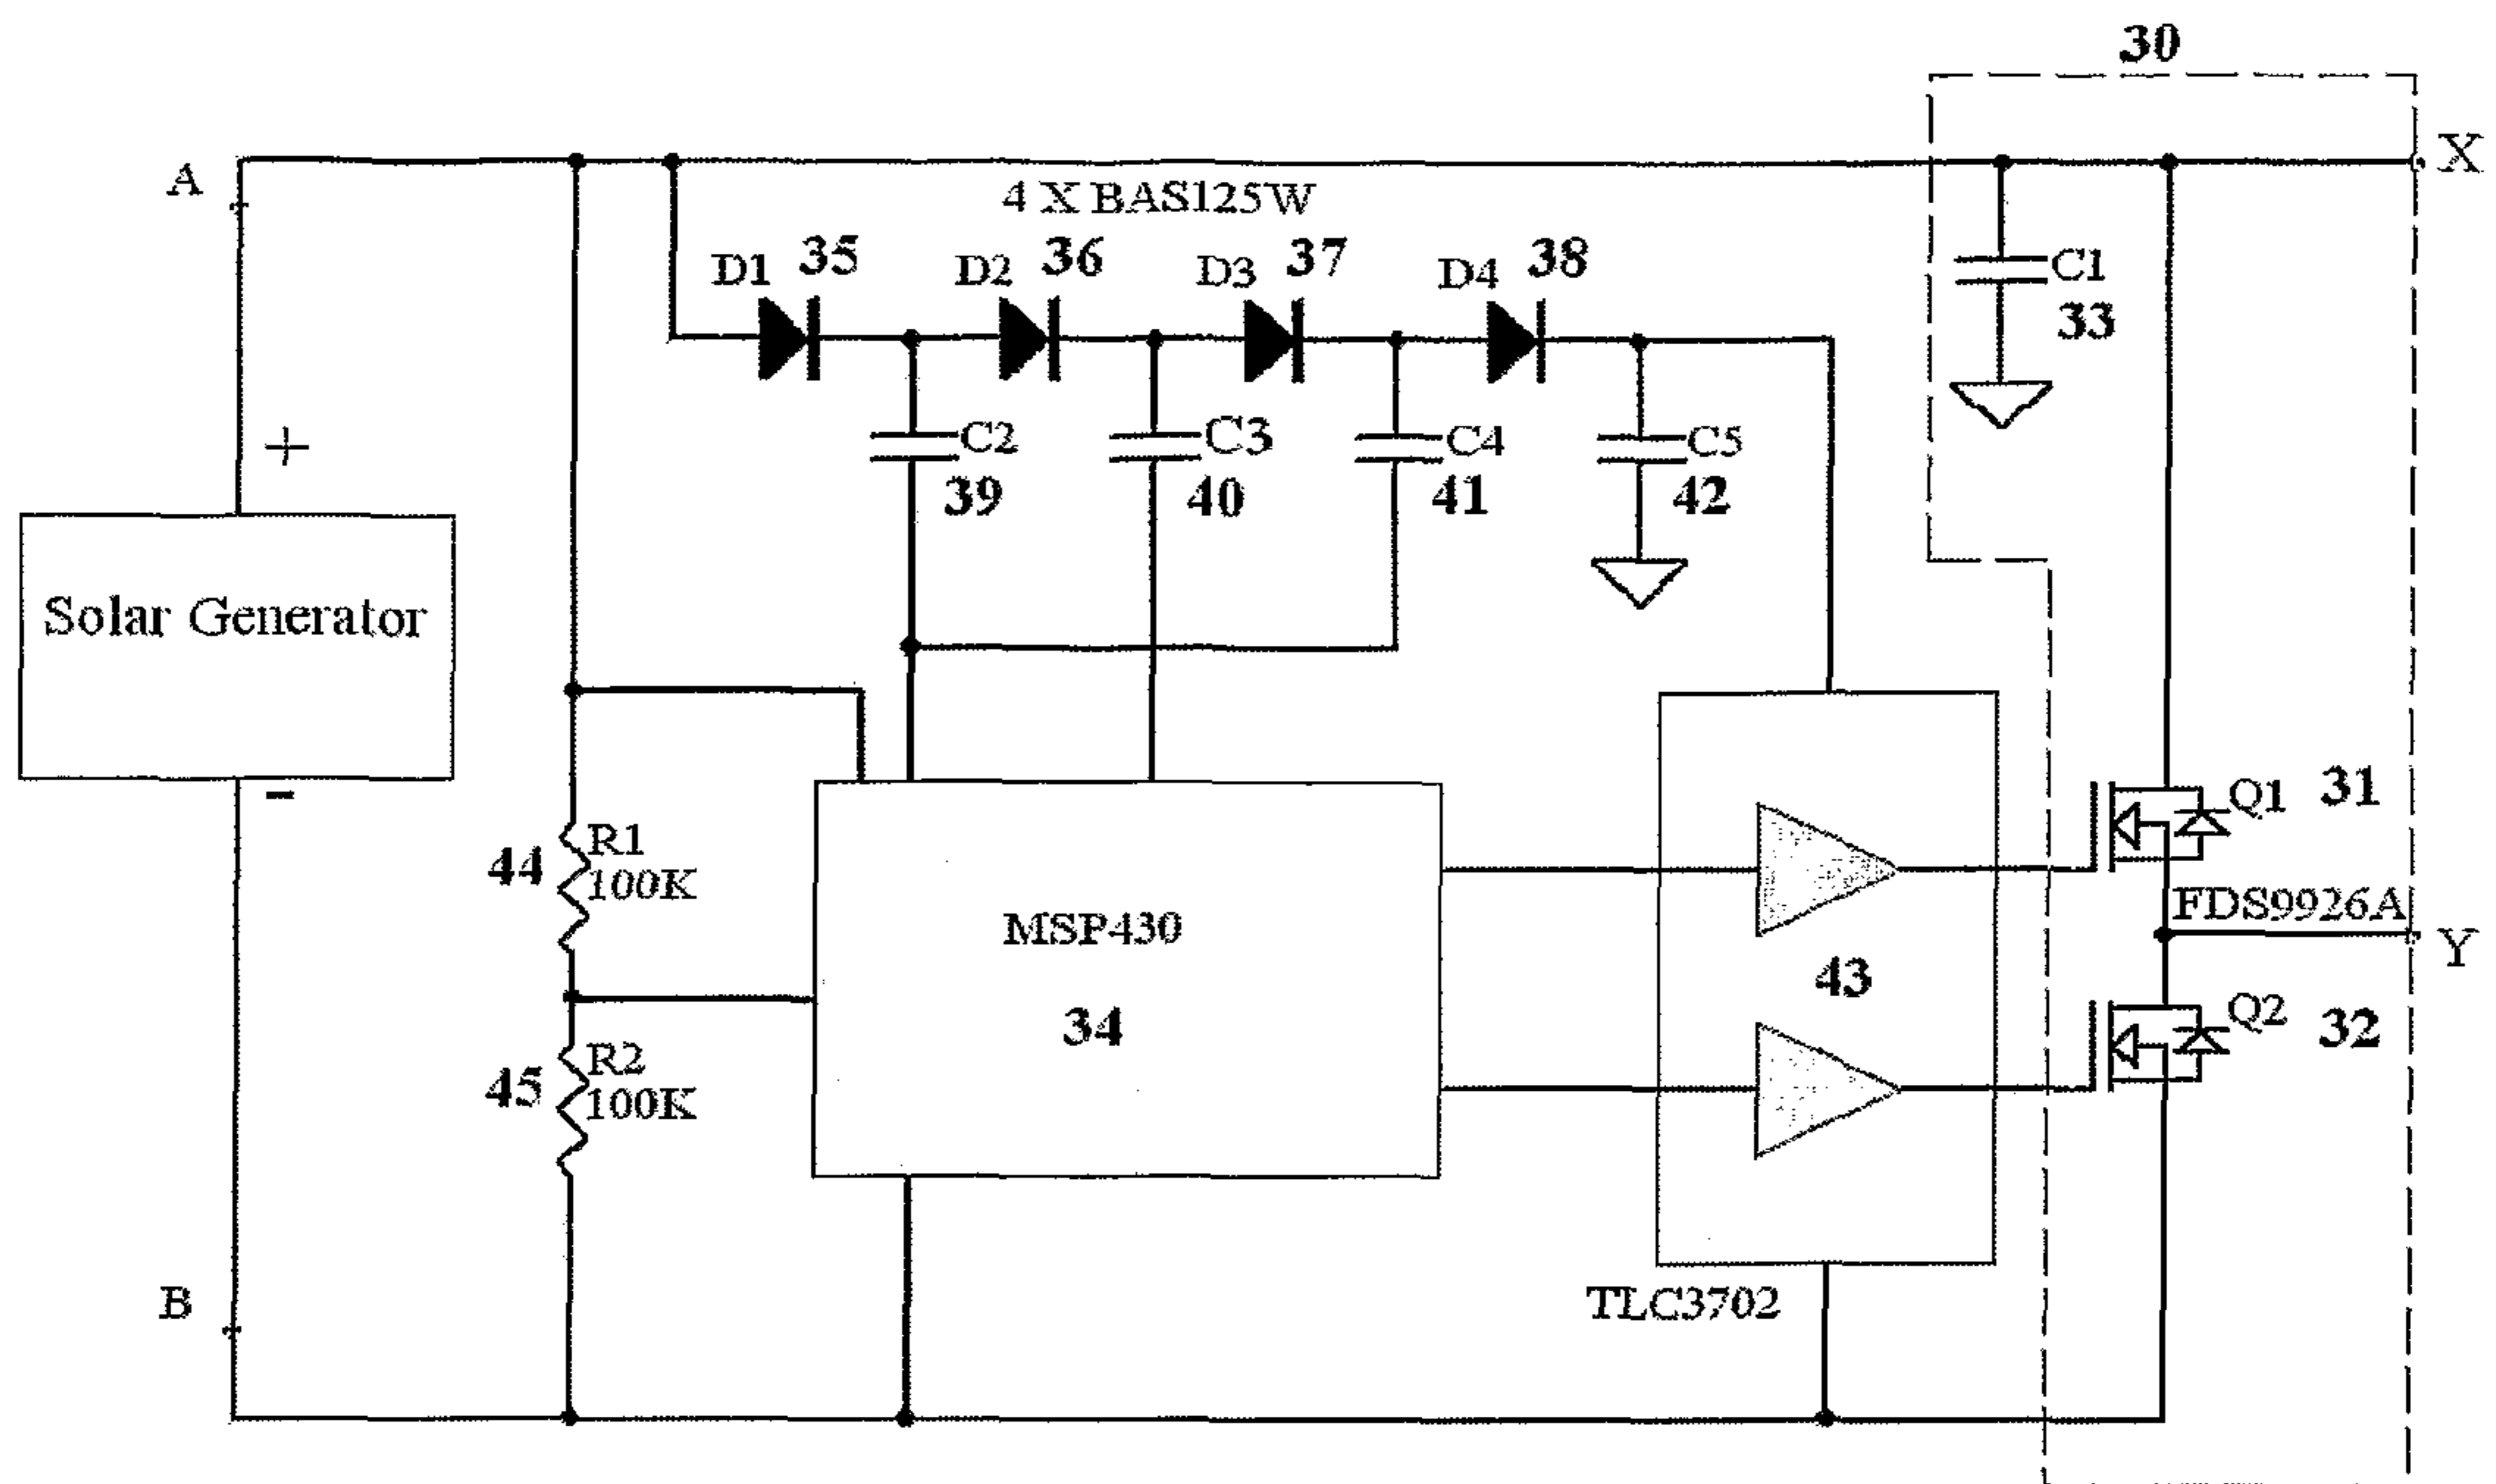 30
A
X
4 X BAS125W
D1 35
D2 36
D3 37
D4 38
C1
33
+
C2
39
C3
40
C4
41
C5
42
Solar Generator
-
Q1 31
R1
44
100K
MSP430
FDS9926A
Y
43
34
Q2 32
R2
45
100K
B
TLC3702